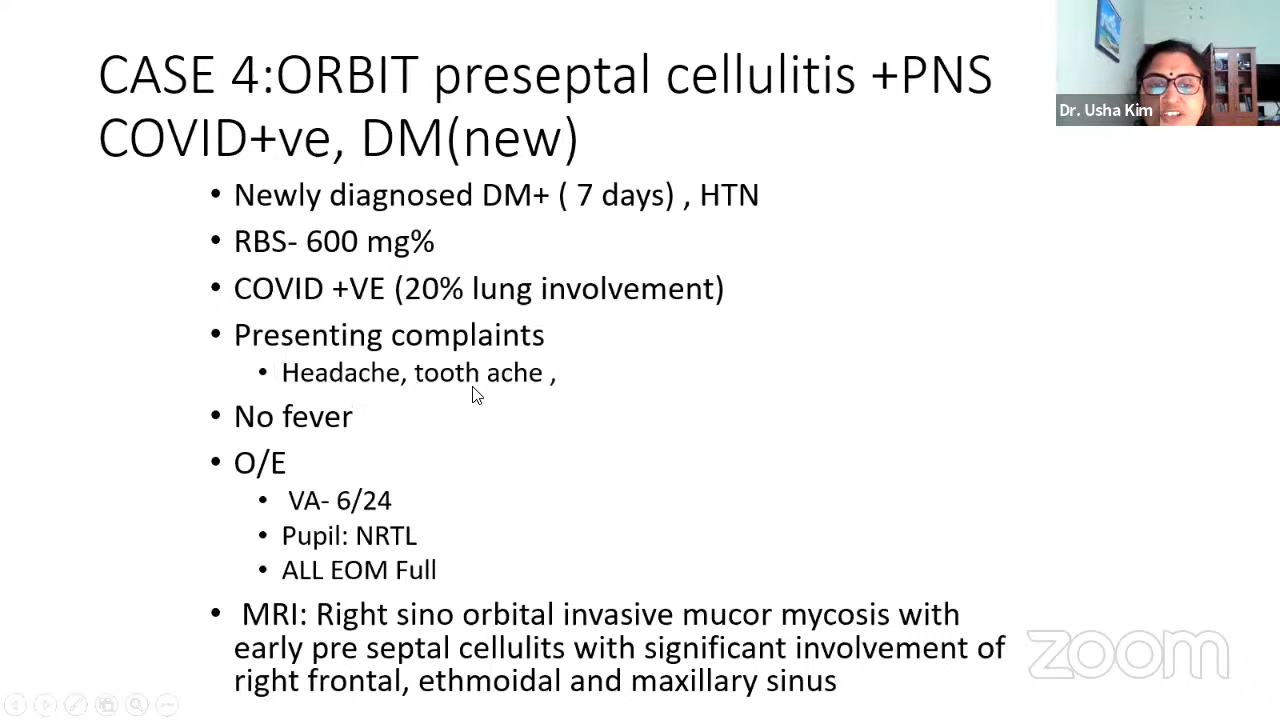 CASE 4:ORBIT preseptal cellulitis +PNS
COVID+ve, DM(new)
Dr. Usha Kim
• Newly diagnosed DM+ ( 7 days) , HTN
• RBS- 600 mg%
• COVID +VE (20% lung involvement)
• Presenting complaints
• Headache, tooth ache ,
• No fever
• O/E
• VA- 6/24
• Pupil: NRTL
• ALL EOM Full
• MRI: Right sino orbital invasive mucor mycosis with
early pre septal cellulits with significant involvement of
right frontal, ethmoidal and maxillary sinus
zoom